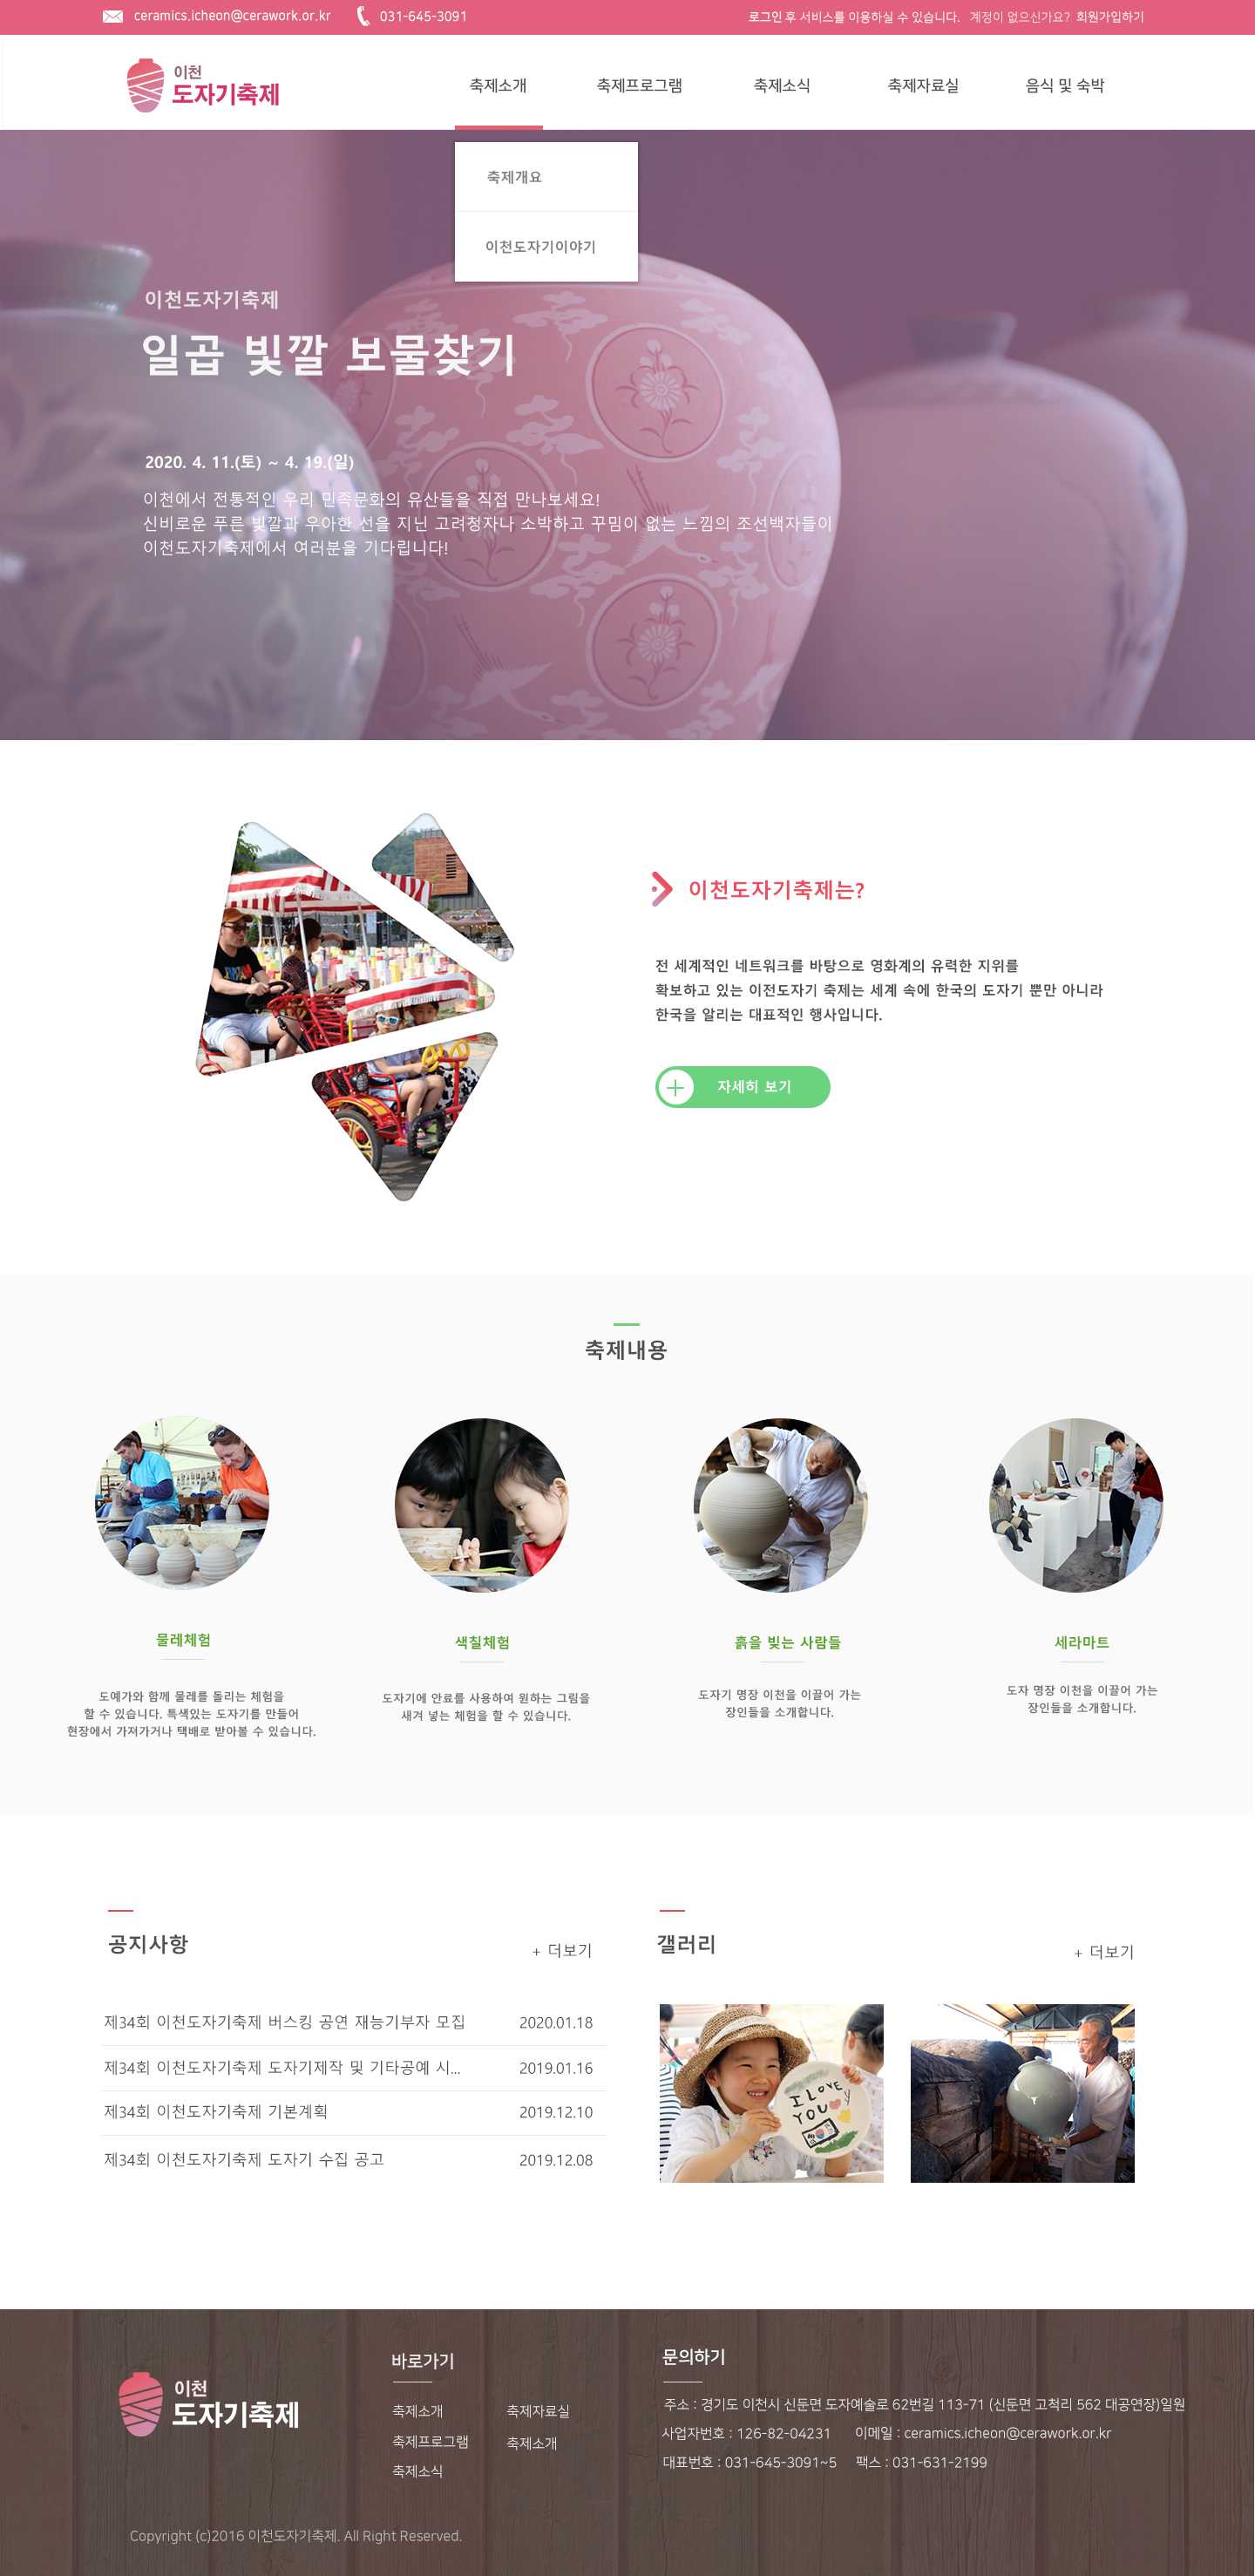 ceramics.icheon@cerawork.or.kr 031-645-3091 로그인 후 서비스를 이용하실 수 있습니다. 계정이 없으신가요? 회원가입하기
이천
도자기축제
축제소개 축제프로그램 축제소식 축제자료실 음식 및 숙박
축제개요
이천도자기이야기
이천도자기축제
일곱 빛깔 보물찾기
2020. 4. 11.(토) ~ 4. 19.(일)
이천에서 전통적인 우리 민족문화의 유산들을 직접 만나보세요!
신비로운 푸른 빛깔과 우아한 선을 지닌 고려청자나 소박하고 꾸밈이 없는 느낌의 조선백자들이
이천도자기축제에서 여러분을 기다립니다!
이천도자기축제는?
전 세계적인 네트워크를 바탕으로 영화계의 유력한 지위를
확보하고 있는 이전도자기 축제는 세계 속에 한국의 도자기 뿐만 아니라
한국을 알리는 대표적인 행사입니다.
자세히 보기
축제내용
물레체험
도예가와 함께 물레를 돌리는 체험을
할 수 있습니다. 특색있는 도자기를 만들어
현장에서 가져가거나 택배로 받아볼 수 있습니다.
색칠체험
도자기에 안료를 사용하여 원하는 그림을
새겨 넣는 체험을 할 수 있습니다.
흙을 빚는 사람들
도자기 명장 이천을 이끌어 가는
장인들을 소개합니다.
세라마트
도자 명장 이천을 이끌어 가는
장인들을 소개합니다.
공지사항
+ 더보기
제34회 이천도자기축제 버스킹 공연 재능기부자 모집 2020.01.18
제34회 이천도자기축제 도자기제작 및 기타공예 시... 2019.01.16
제34회 이천도자기축제 기본계획 2019.12.10
제34회 이천도자기축제 도자기 수집 공고 2019.12.08
갤러리
+ 더보기
I LOVE
YOU
이천
도자기축제
바로가기
축제소개 축제자료실
축제프로그램 축제소개
축제소식
문의하기
주소 : 경기도 이천시 신둔면 도자예술로 62번길 113-71 (신둔면 고척리 562 대공연장)일원
사업자번호 : 126-82-04231 이메일 : ceramics.icheon@cerawork.or.kr
대표번호 : 031-645-3091~5 팩스 : 031-631-2199
Copyright (c)2016 이천도자기축제. All Right Reserved.